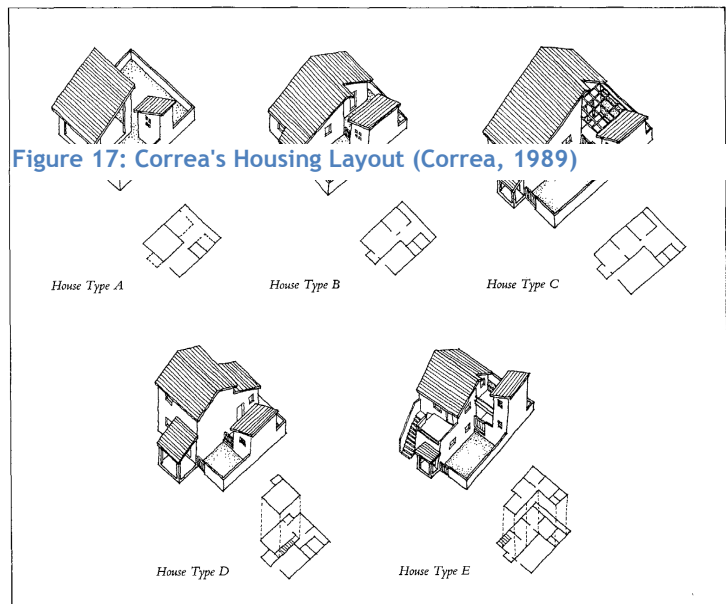 Figure 17: Correa's Housing Layout (Correa, 1989)
House Type A
House Type B
House Type C
House Type D
House Type E